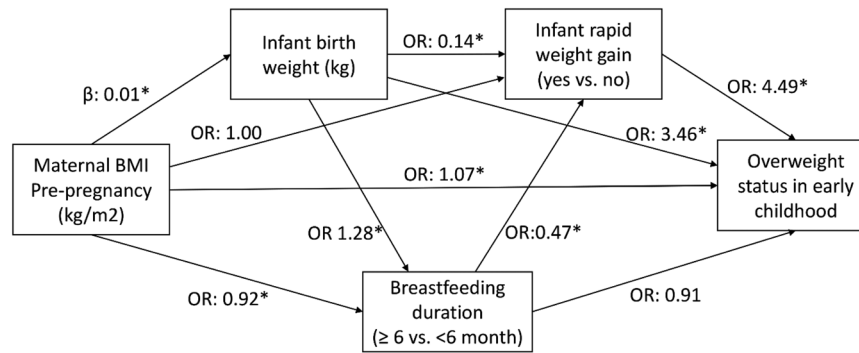 Infant birth
weight (kg)
OR: 0.14*
Infant rapid
weight gain
(yes vs. no)
β: 0.01*
OR: 4.49*
OR: 1.00
OR: 3.46*
Maternal BMI
Pre-pregnancy
(kg/m2)
OR: 1.07*
Overweight
status in early
childhood
OR 1.28*
OR:0.47*
OR: 0.92*
Breastfeeding
duration
(≥ 6 vs. <6 month)
OR: 0.91